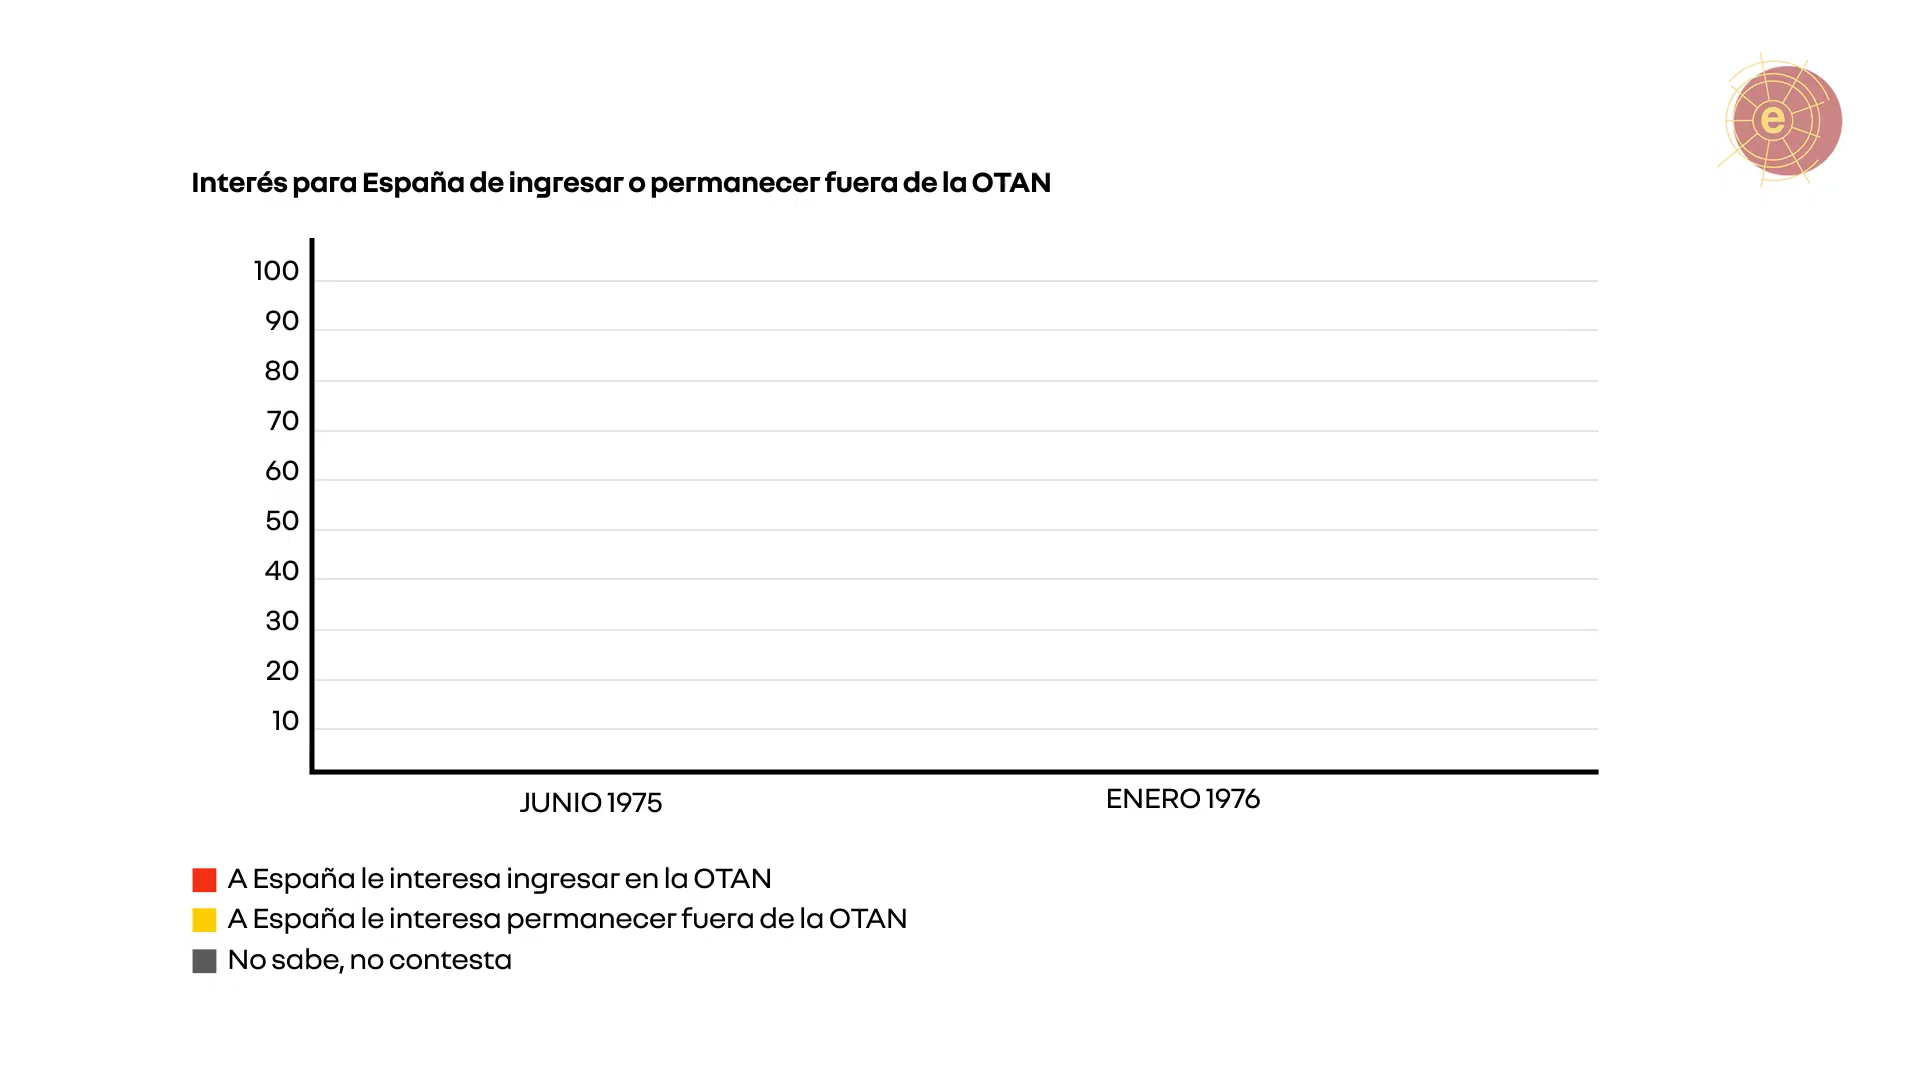 e
Interés para España de ingresar o permanecer fuera de la OTAN
100
90
80
70
60
50
40
30
20
10
JUNIO 1975
ENERO 1976
A España le interesa ingresar en la OTAN
A España le interesa permanecer fuera de la OTAN
No sabe, no contesta